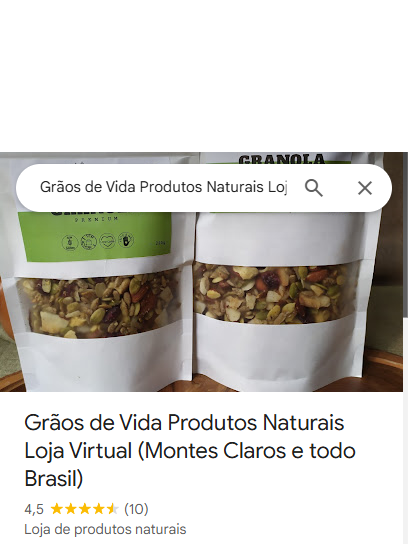 GRANOLA
Grãos de Vida Produtos Naturais Loj
PREMIUM
Grãos de Vida Produtos Naturais
Loja Virtual (Montes Claros e todo
Brasil)
4,5 (10)
Loja de produtos naturais